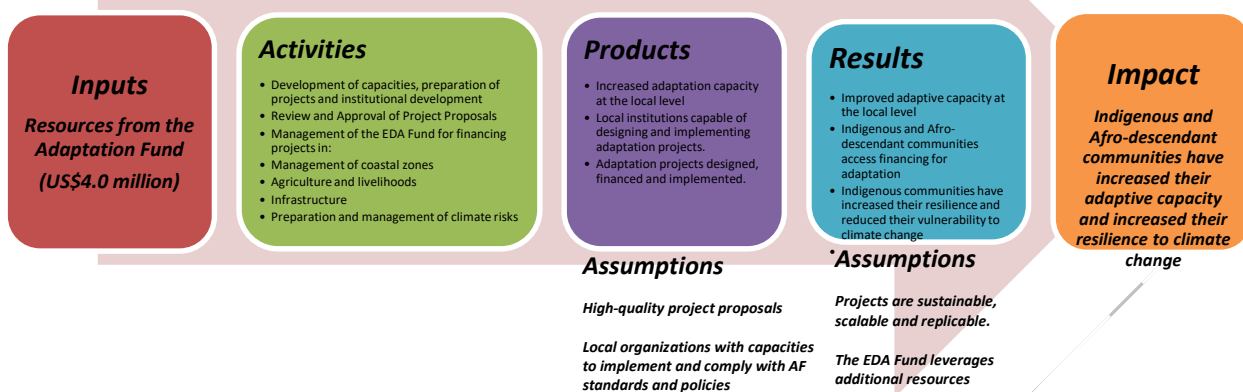 Inputs
Resources from the
Adaptation Fund
(US$4.0 million)
Activities
• Development of capacities, preparation of
projects and institutional development
• Review and Approval of Project Proposals
• Management of the EDA Fund for financing
projects in:
• Management of coastal zones
• Agriculture and livelihoods
• Infrastructure
• Preparation and management of climate risks
Products
• Increased adaptation capacity
at the local level
• Local institutions capable of
designing and implementing
adaptation projects.
• Adaptation projects designed,
financed and implemented.
Assumptions
High-quality project proposals
Local organizations with capacities
to implement and comply with AF
standards and policies
Results
• Improved adaptive capacity at
the local level
• Indigenous and Afro-
descendant communities
access financing for
adaptation
• Indigenous communities have
increased their resilience and
reduced their vulnerability to
climate change
•
Assumptions
Projects are sustainable,
scalable and replicable.
The EDA Fund leverages
additional resources
Impact
Indigenous and
Afro-descendant
communities have
increased their
adaptive capacity
and increased their
resilience to climate
change